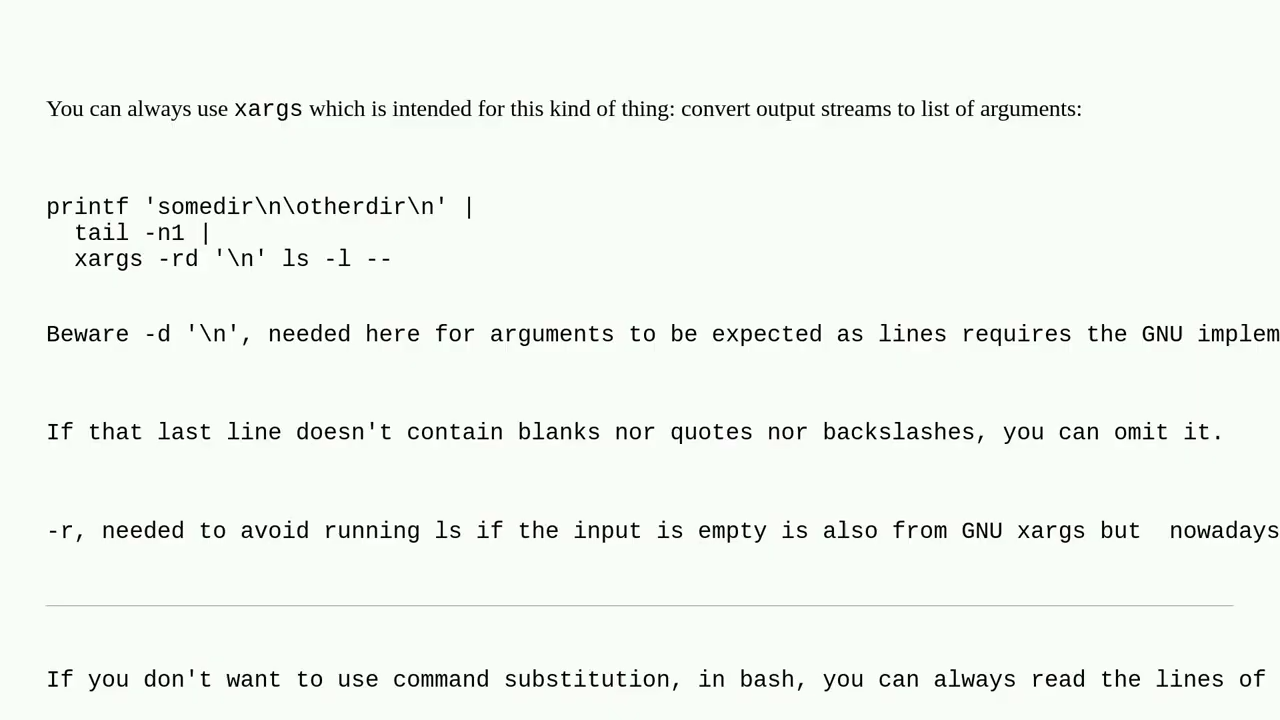 You can always use xargs which is intended for this kind of thing: convert output streams to list of arguments:
printf 'somedir\n\otherdir\n' |
  tail -n1 |
  xargs -rd '\n' ls -l --
Beware -d '\n', needed here for arguments to be expected as lines requires the GNU implem
If that last line doesn't contain blanks nor quotes nor backslashes, you can omit it.
-r, needed to avoid running ls if the input is empty is also from GNU xargs but  nowadays
If you don't want to use command substitution, in bash, you can always read the lines of